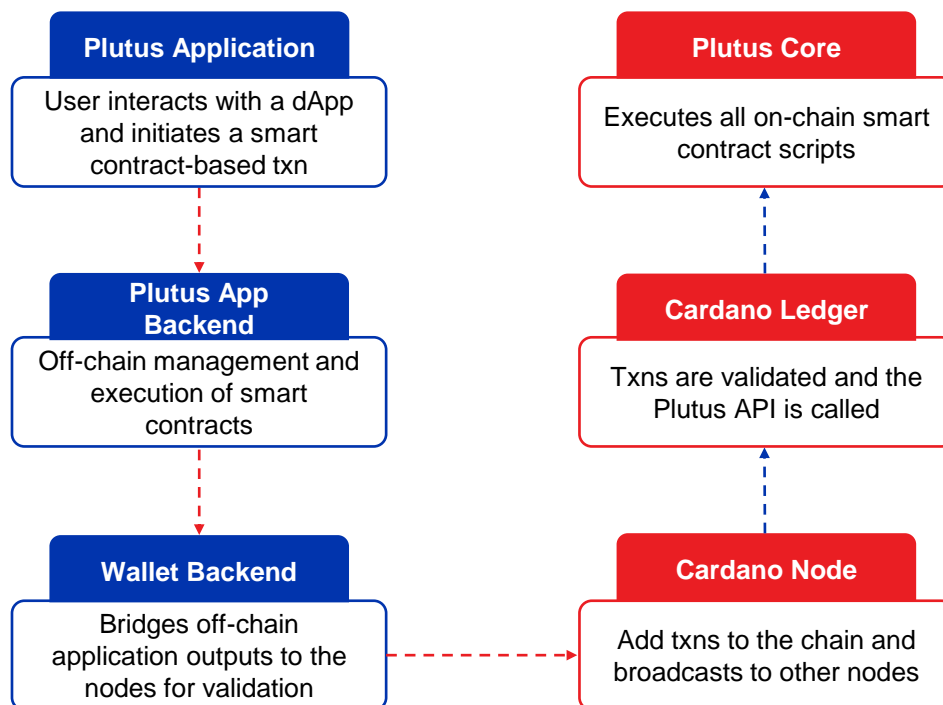 Plutus Application
User interacts with a dApp
and initiates a smart
contract-based txn
Plutus App
Backend
Off-chain management and
execution of smart
contracts
Wallet Backend
Bridges off-chain
application outputs to the
nodes for validation
Cardano Node
Add txns to the chain and
broadcasts to other nodes
Cardano Ledger
Txns are validated and the
Plutus API is called
Plutus Core
Executes all on-chain smart
contract scripts